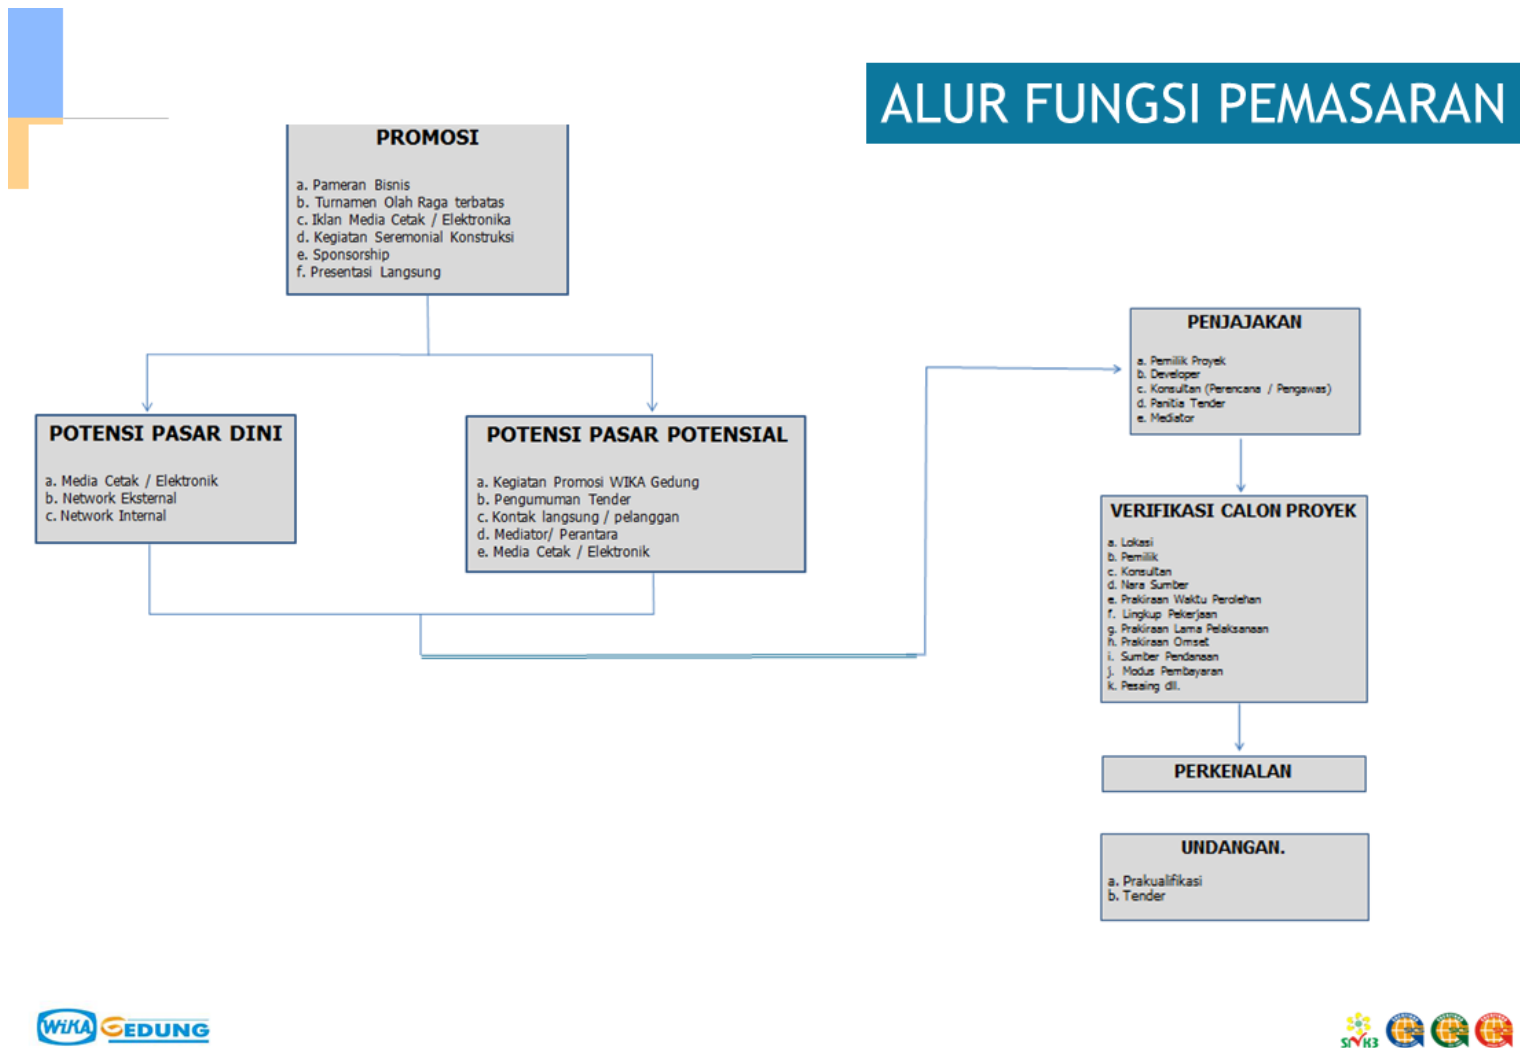 ALUR FUNGSI PEMASARAN
PROMOSI
a. Pameran Bisnis
b. Turnamen Olah Raga terbatas
c. Iklan Media Cetak / Elektronika
d. Kegiatan Seremonial Konstruksi
e. Sponsorship
f. Presentasi Langsung
POTENSI PASAR DINI
a. Media Cetak / Elektronik
b. Network Eksternal
c. Network Internal
POTENSI PASAR POTENSIAL
a. Kegiatan Promosi WIKA Gedung
b. Pengumuman Tender
c. Kontak langsung / pelanggan
d. Mediator/ Perantara
e. Media Cetak / Elektronik
PENJAJAKAN
a. Pemilik Proyek
b. Developer
c. Konsultan (Perencana / Pengawas)
d. Panitia Tender
e. Mediator
VERIFIKASI CALON PROYEK
a. Lokasi
b. Pemilik
c. Konsultan
d. Nara Sumber
e. Prakiraan Waktu Perolehan
f. Lingkup Pekerjaan
g. Prakiraan Lama Pelaksanaan
h. Prakiraan Omset
i. Sumber Pendanaan
j. Modus Pembayaran
k. Pesaing dll.
PERKENALAN
UNDANGAN.
a. Prakualifikasi
b. Tender
WIKA GEDUNG